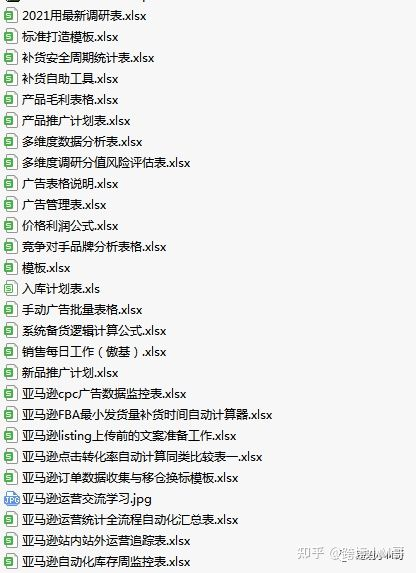 2021用最新调研表.xlsx
标准打造模板.xlsx
补货安全周期统计表.xlsx
补货自助工具.xlsx
产品毛利表格.xlsx
产品推广计划表.xlsx
多维度数据分析表.xlsx
多维度调研分值风险评估表.xlsx
广告表格说明.xlsx
广告管理表.xlsx
价格利润公式.xlsx
竞争对手品牌分析表格.xlsx
模板.xlsx
入库计划表.xls
手动广告批量表格.xlsx
系统备货逻辑计算公式.xlsx
销售每日工作（傲基）.xlsx
新品推广计划.xlsx
亚马逊cpc广告数据监控表.xlsx
亚马逊FBA最小发货量补货时间自动计算器.xlsx
亚马逊listing上传前的文案准备工作.xlsx
亚马逊点击转化率自动计算同类比较表一.xlsx
亚马逊订单数据收集与移仓换标模板.xlsx
亚马逊运营交流学习.jpg
亚马逊运营统计全流程自动化汇总表.xlsx
亚马逊站内站外运营追踪表.xlsx
亚马逊自动化库存周监控表.xlsx
知乎 @跨境小M哥